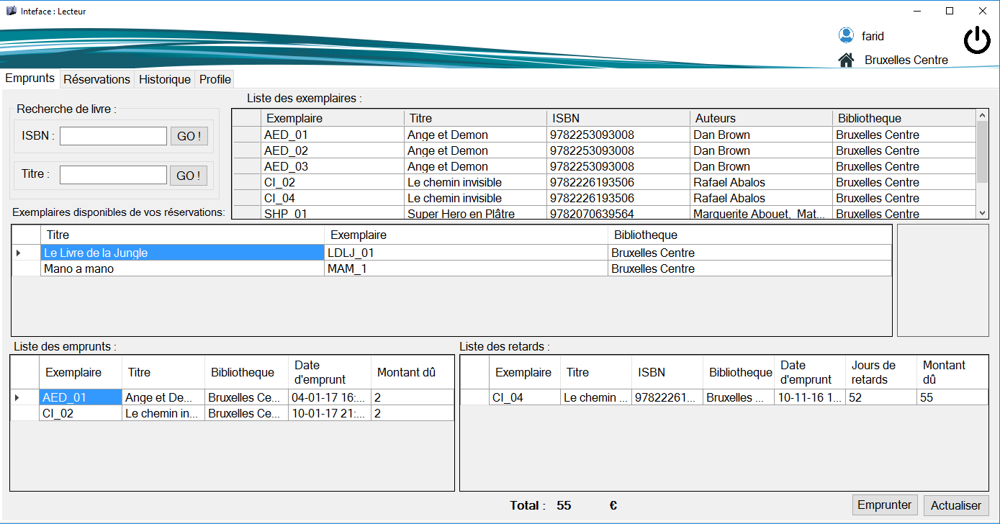 Inteface : Lecteur
farid
Bruxelles Centre
Emprunts Réservations Historique Profile
Liste des exemplaires :
Recherche de livre :
ISBN : GO !
Titre : GO !
Exemplaire Titre ISBN Auteurs Bibliotheque
AED_01 Ange et Demon 9782253093008 Dan Brown Bruxelles Centre
AED_02 Ange et Demon 9782253093008 Dan Brown Bruxelles Centre
AED_03 Ange et Demon 9782253093008 Dan Brown Bruxelles Centre
CI_02 Le chemin invisible 9782226193506 Rafael Abalos Bruxelles Centre
CI_04 Le chemin invisible 9782226193506 Rafael Abalos Bruxelles Centre
SHP_01 Super Hero en Plâtre 9782070639564 Marguerite Abouet, Mat... Bruxelles Centre
Exemplaires disponibles de vos réservations:
Titre Exemplaire Bibliotheque
Le Livre de la Jungle LDLJ_01 Bruxelles Centre
Mano a mano MAM_1 Bruxelles Centre
Liste des emprunts :
Exemplaire Titre Bibliotheque Date d'emprunt Montant dû
AED_01 Ange et De... Bruxelles Ce... 04-01-17 16:... 2
CI_02 Le chemin in... Bruxelles Ce... 10-01-17 21:... 2
Liste des retards :
Exemplaire Titre ISBN Bibliotheque Date d'emprunt Jours de retards Montant dû
CI_04 Le chemin ... 97822261... Bruxelles ... 10-11-16 1... 52 55
Total : 55 €
Emprunter Actualiser